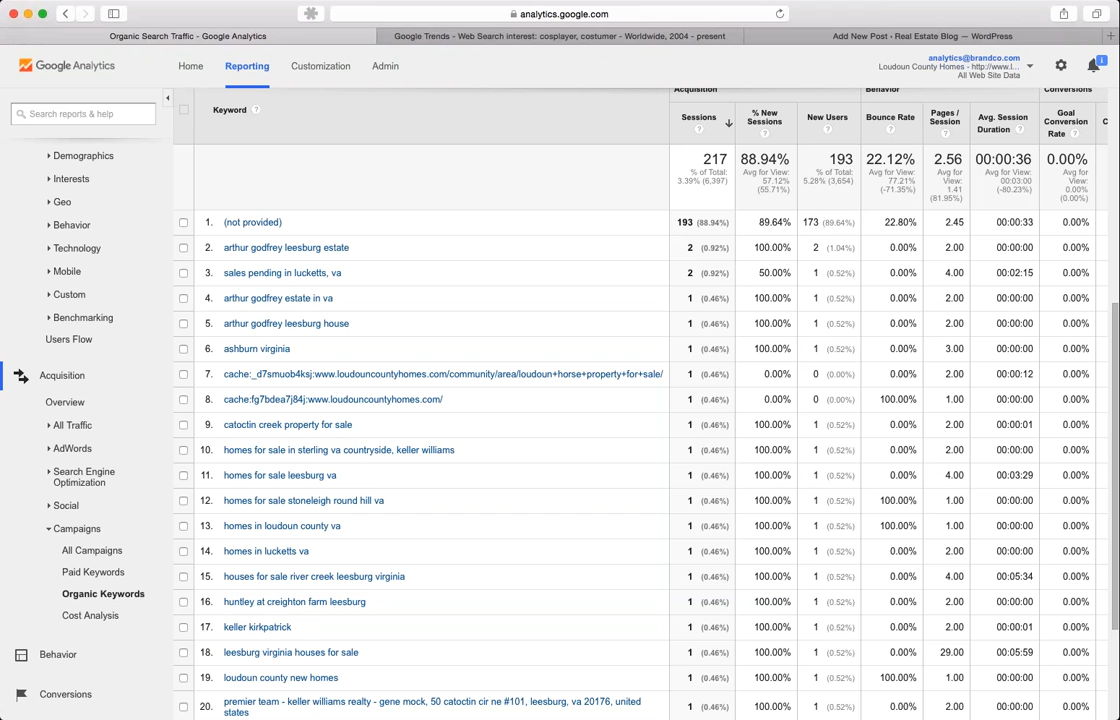 analytics.google.com
Organic Search Traffic - Google Analytics
Google Trends - Web Search interest: cosplayer, costumer - Worldwide, 2004 - present
Add New Post ‹ Real Estate Blog — WordPress
Google Analytics
Home
Reporting
Customization
Admin
analytics@brandco.com
Loudoun County Homes - http://www.l...
All Web Site Data
1
Search reports & help
Demographics
Interests
Geo
Behavior
Technology
Mobile
Custom
Benchmarking
Users Flow
Acquisition
Overview
All Traffic
AdWords
Search Engine
Optimization
Social
Campaigns
All Campaigns
Paid Keywords
Organic Keywords
Cost Analysis
Behavior
Conversions
Keyword ?
Acquisition
Behavior
Conversions
Sessions ?
% New Sessions ?
New Users ?
Bounce Rate ?
Pages / Session ?
Avg. Session Duration ?
Goal Conversion Rate ?
C
217 % of Total: 3.39% (6,397)
88.94% Avg for View: 57.12% (55.71%)
193 % of Total: 5.28% (3,654)
22.12% Avg for View: 77.21% (-71.35%)
2.56 Avg for View: 1.41 (81.95%)
00:00:36 Avg for View: 00:03:00 (-80.23%)
0.00% Avg for View: 0.00% (0.00%)
1. (not provided) 193 (88.94%) 89.64% 173 (89.64%) 22.80% 2.45 00:00:33 0.00%
2. arthur godfrey leesburg estate 2 (0.92%) 100.00% 2 (1.04%) 0.00% 2.00 00:00:00 0.00%
3. sales pending in lucketts, va 2 (0.92%) 50.00% 1 (0.52%) 0.00% 4.00 00:02:15 0.00%
4. arthur godfrey estate in va 1 (0.46%) 100.00% 1 (0.52%) 0.00% 2.00 00:00:00 0.00%
5. arthur godfrey leesburg house 1 (0.46%) 100.00% 1 (0.52%) 0.00% 2.00 00:00:00 0.00%
6. ashburn virginia 1 (0.46%) 100.00% 1 (0.52%) 0.00% 3.00 00:00:00 0.00%
7. cache:_d7smuob4ksj:www.loudouncountyhomes.com/community/area/loudoun+horse+property+for+sale/ 1 (0.46%) 0.00% 0 (0.00%) 0.00% 2.00 00:00:12 0.00%
8. cache:fg7bdea7j84j:www.loudouncountyhomes.com/ 1 (0.46%) 0.00% 0 (0.00%) 100.00% 1.00 00:00:00 0.00%
9. catoctin creek property for sale 1 (0.46%) 100.00% 1 (0.52%) 0.00% 2.00 00:00:01 0.00%
10. homes for sale in sterling va countryside, keller williams 1 (0.46%) 100.00% 1 (0.52%) 0.00% 2.00 00:00:00 0.00%
11. homes for sale leesburg va 1 (0.46%) 100.00% 1 (0.52%) 0.00% 4.00 00:03:29 0.00%
12. homes for sale stoneleigh round hill va 1 (0.46%) 100.00% 1 (0.52%) 100.00% 1.00 00:00:00 0.00%
13. homes in loudoun county va 1 (0.46%) 100.00% 1 (0.52%) 100.00% 1.00 00:00:00 0.00%
14. homes in lucketts va 1 (0.46%) 100.00% 1 (0.52%) 0.00% 2.00 00:00:00 0.00%
15. houses for sale river creek leesburg virginia 1 (0.46%) 100.00% 1 (0.52%) 0.00% 4.00 00:05:34 0.00%
16. huntley at creighton farm leesburg 1 (0.46%) 100.00% 1 (0.52%) 0.00% 2.00 00:00:00 0.00%
17. keller kirkpatrick 1 (0.46%) 100.00% 1 (0.52%) 0.00% 2.00 00:00:01 0.00%
18. leesburg virginia houses for sale 1 (0.46%) 100.00% 1 (0.52%) 0.00% 29.00 00:05:59 0.00%
19. loudoun county new homes 1 (0.46%) 100.00% 1 (0.52%) 100.00% 1.00 00:00:00 0.00%
20. premier team - keller williams realty - gene mock, 50 catoctin cir ne #101, leesburg, va 20176, united
states 1 (0.46%) 100.00% 1 (0.52%) 0.00% 2.00 00:00:00 0.00%